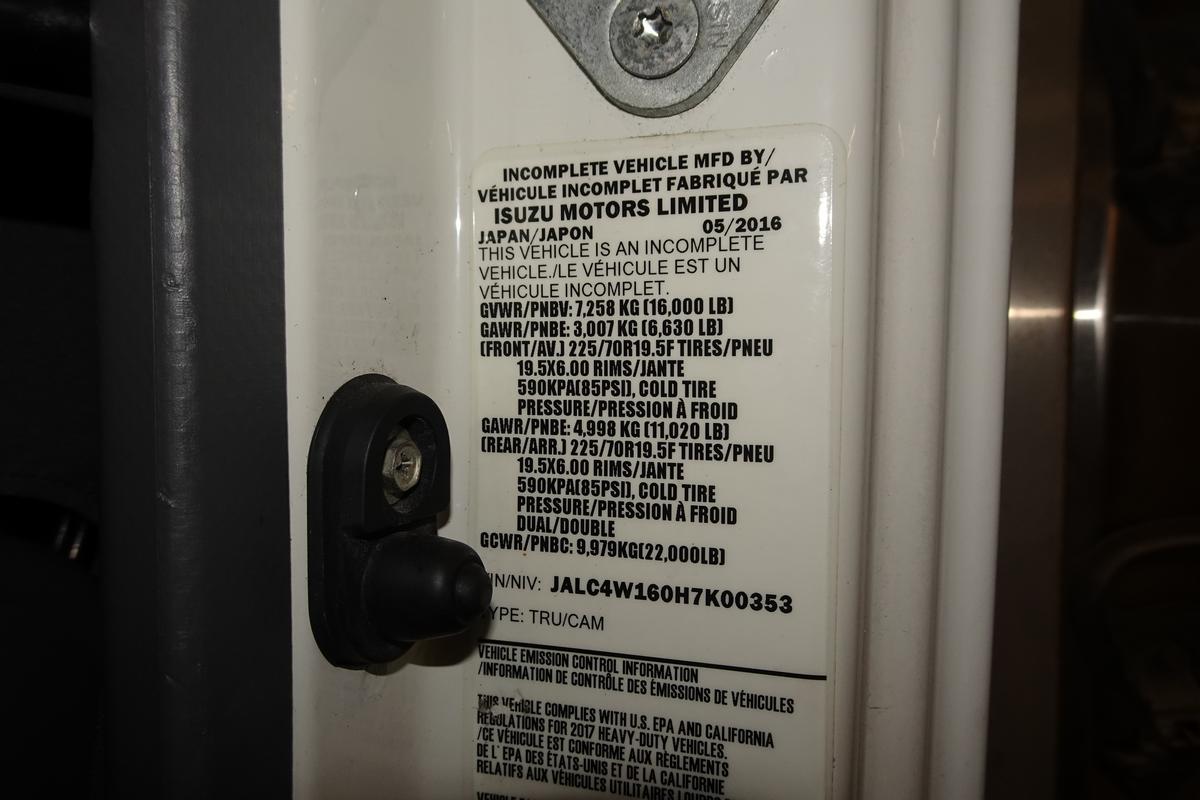 INCOMPLETE VEHICLE MFD BY/
VÉHICULE INCOMPLET FABRIQUÉ PAR
ISUZU MOTORS LIMITED
JAPAN/JAPON 05/2016
THIS VEHICLE IS AN INCOMPLETE
VEHICLE./LE VÉHICULE EST UN
VÉHICULE INCOMPLET.
GVWR/PNBV: 7,258 KG (16,000 LB)
GAWR/PNBE: 3,007 KG (6,630 LB)
(FRONT/AV.) 225/70R19.5F TIRES/PNEU
19.5X6.00 RIMS/JANTE
590KPA(85PSI), COLD TIRE
PRESSURE/PRESSION À FROID
GAWR/PNBE: 4,998 KG (11,020 LB)
(REAR/ARR.) 225/70R19.5F TIRES/PNEU
19.5X6.00 RIMS/JANTE
590KPA(85PSI), COLD TIRE
PRESSURE/PRESSION À FROID
DUAL/DOUBLE
GCWR/PNBC: 9,979KG(22,000LB)
IN/NIV: JALC4W160H7K00353
YPE: TRU/CAM
VEHICLE EMISSION CONTROL INFORMATION
/INFORMATION DE CONTRÔLE DES ÉMISSIONS DE VÉHICULES
THIS VEHICLE COMPLIES WITH U.S. EPA AND CALIFORNIA
REGULATIONS FOR 2017 HEAVY-DUTY VEHICLES.
/CE VÉHICULE EST CONFORME AUX RÈGLEMENTS
DE L'EPA DES ÉTATS-UNIS ET DE LA CALIFORNIE
RELATIFS AUX VÉHICULES UTILITAIRES